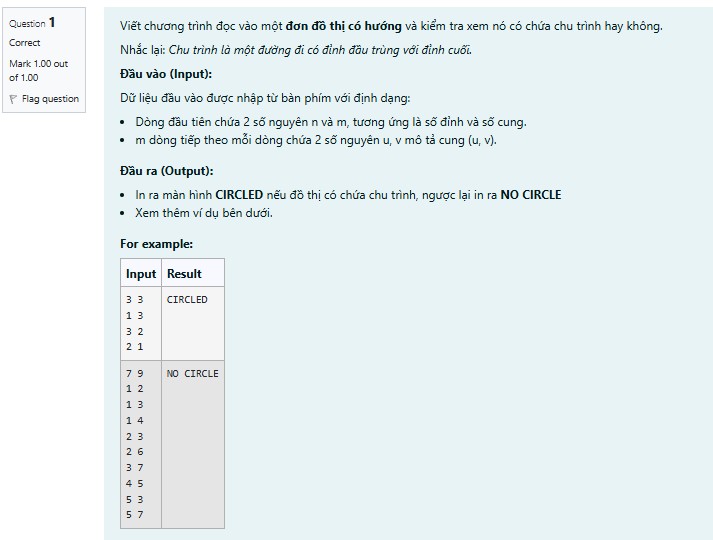 Question 1
Correct
Mark 1.00 out
of 1.00
Flag question
Viết chương trình đọc vào một đơn đồ thị có hướng và kiểm tra xem nó có chứa chu trình hay không.
Nhắc lại: Chu trình là một đường đi có đỉnh đầu trùng với đỉnh cuối.
Đầu vào (Input):
Dữ liệu đầu vào được nhập từ bàn phím với định dạng:
• Dòng đầu tiên chứa 2 số nguyên n và m, tương ứng là số đỉnh và số cung.
• m dòng tiếp theo mỗi dòng chứa 2 số nguyên u, v mô tả cung (u, v).
Đầu ra (Output):
• In ra màn hình CIRCLED nếu đồ thị có chứa chu trình, ngược lại in ra NO CIRCLE
• Xem thêm ví dụ bên dưới.
For example:
Input Result
3 3 CIRCLED
1 3
3 2
2 1
7 9 NO CIRCLE
1 2
1 3
1 4
2 3
2 6
3 7
4 5
5 3
5 7